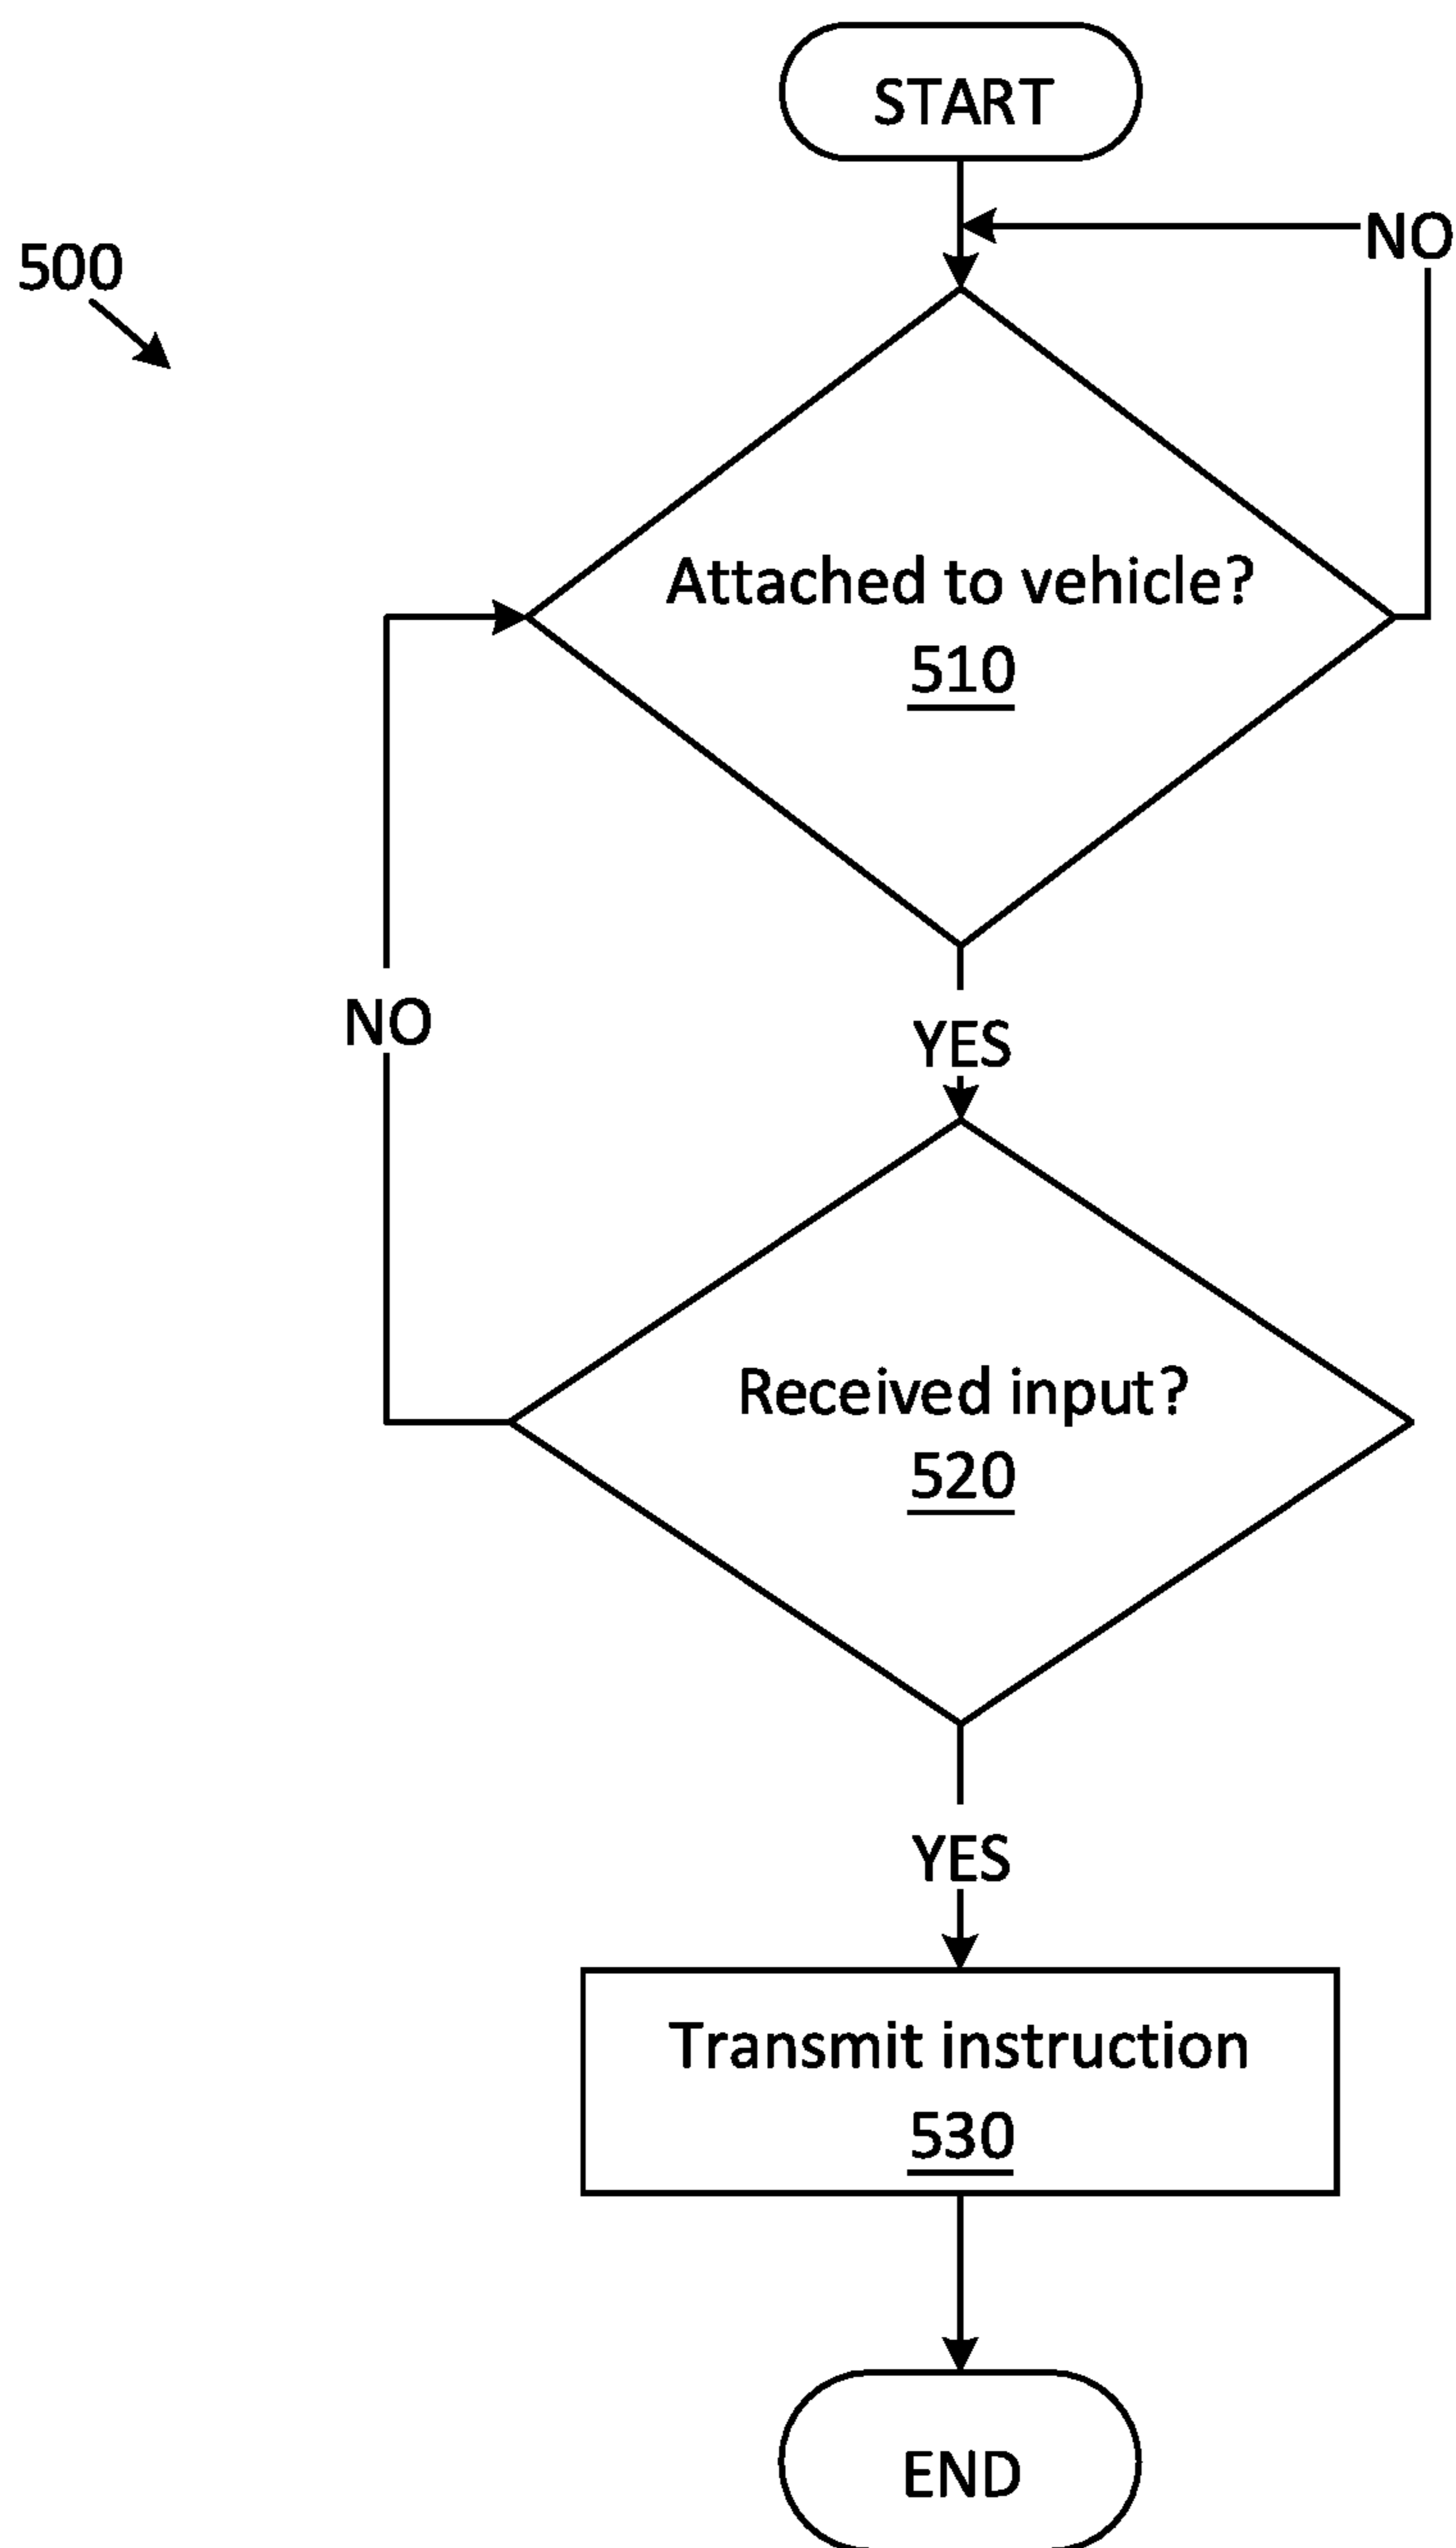 START
NO
500
Attached to vehicle?
510
NO
YES
Received input?
520
YES
Transmit instruction
530
END